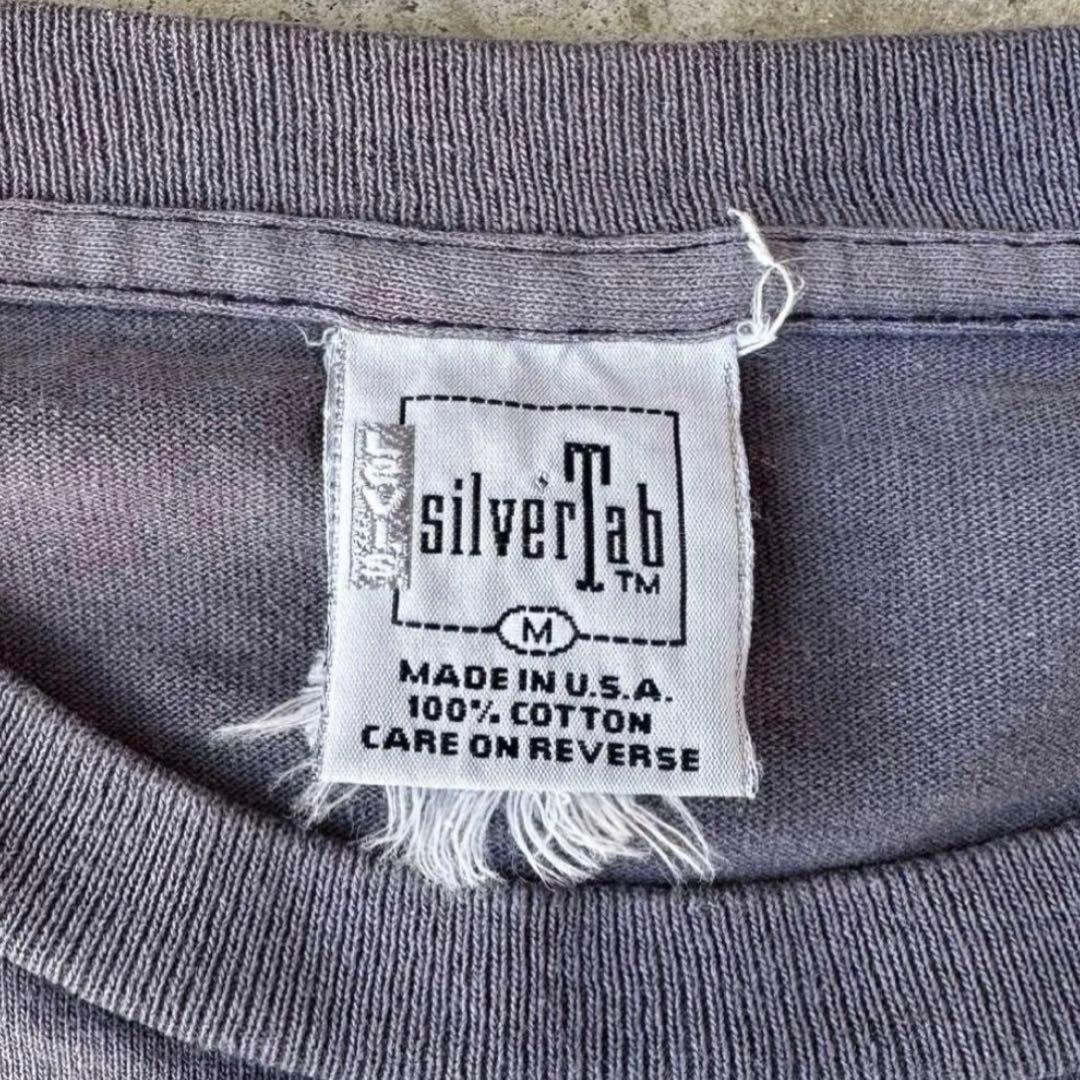 LEVI'S
silverTab
TM
M
MADE IN U.S.A.
100% COTTON
CARE ON REVERSE